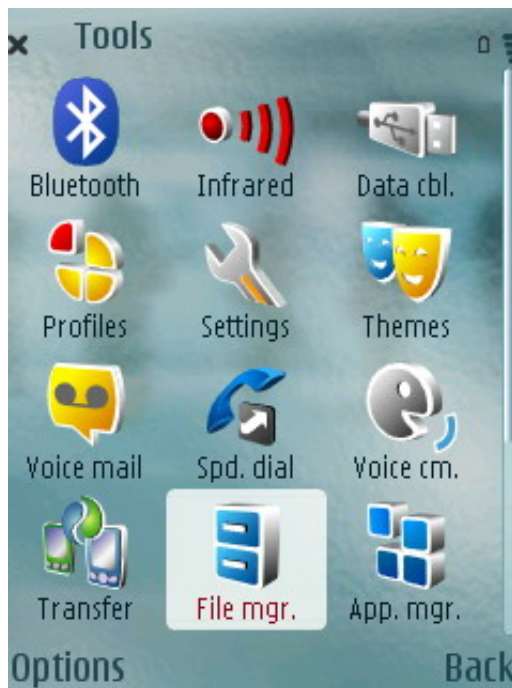 Tools
Bluetooth Infrared Data cbl.
Profiles Settings Themes
Voice mail Spd. dial Voice cm.
Transfer File mgr. App. mgr.
Options Back